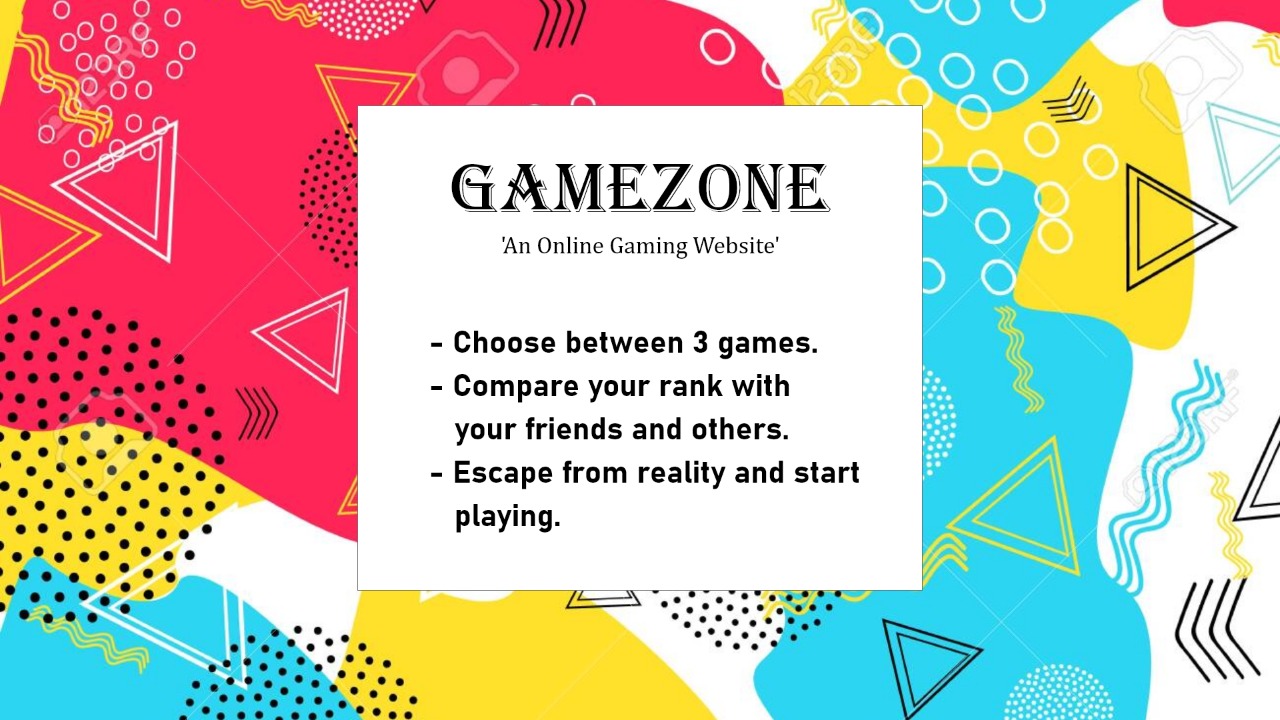 GAMEZONE
'An Online Gaming Website'
- Choose between 3 games.
- Compare your rank with
your friends and others.
- Escape from reality and start
playing.